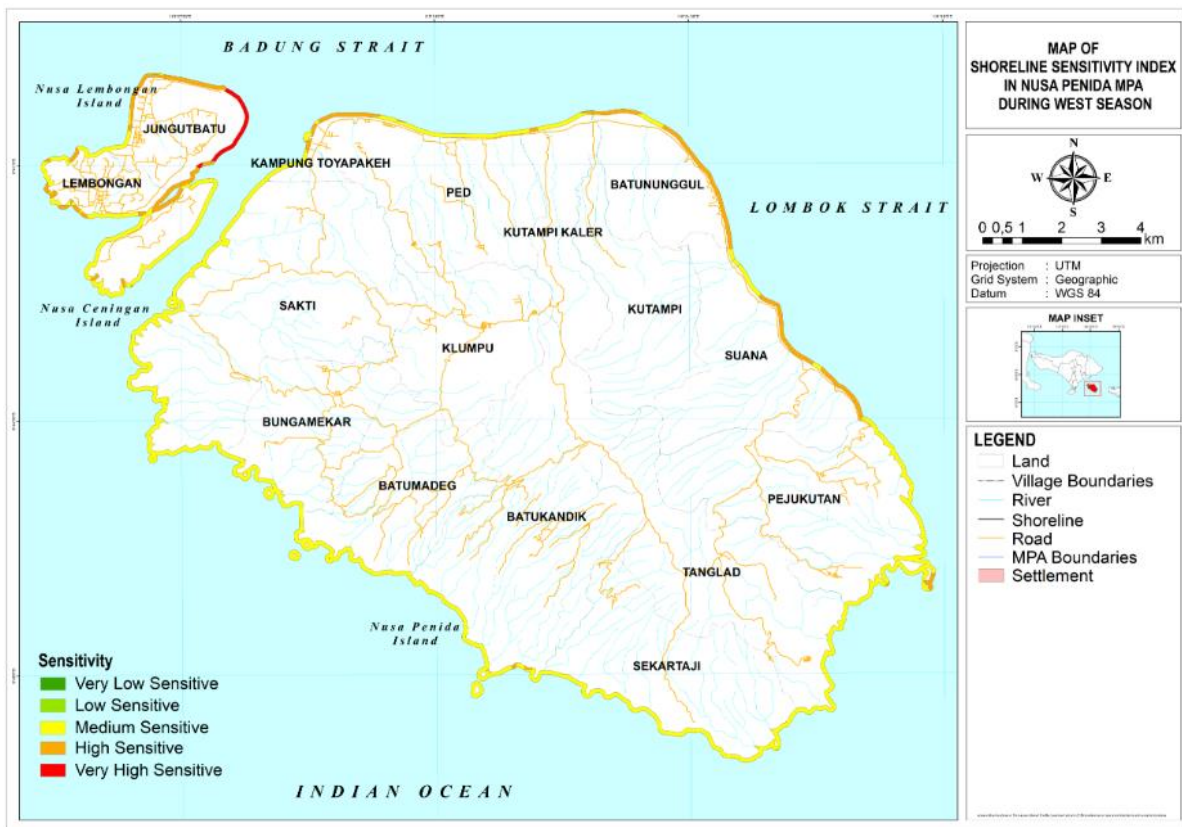 BADUNG STRAIT
Nusa Lembongan
Island
JUNGUTBATU
LEMBONGAN
KAMPUNG TOYAPAKEH
PED
BATUNUNGGUL
KUTAMPI KALER
LOMBOK STRAIT
Nusa Ceningan
Island
SAKTI
KUTAMPI
KLUMPU
SUANA
BUNGAMEKAR
BATUMADEG
BATUKANDIK
PEJUKUTAN
TANGLAD
Nusa Penida
Island
SEKARTAJI
INDIAN OCEAN
Sensitivity
Very Low Sensitive
Low Sensitive
Medium Sensitive
High Sensitive
Very High Sensitive
MAP OF
SHORELINE SENSITIVITY INDEX
IN NUSA PENIDA MPA
DURING WEST SEASON
N
W E
S
0 0,5 1 2 3 4
km
Projection : UTM
Grid System : Geographic
Datum : WGS 84
MAP INSET
LEGEND
Land
Village Boundaries
River
Shoreline
Road
MPA Boundaries
Settlement